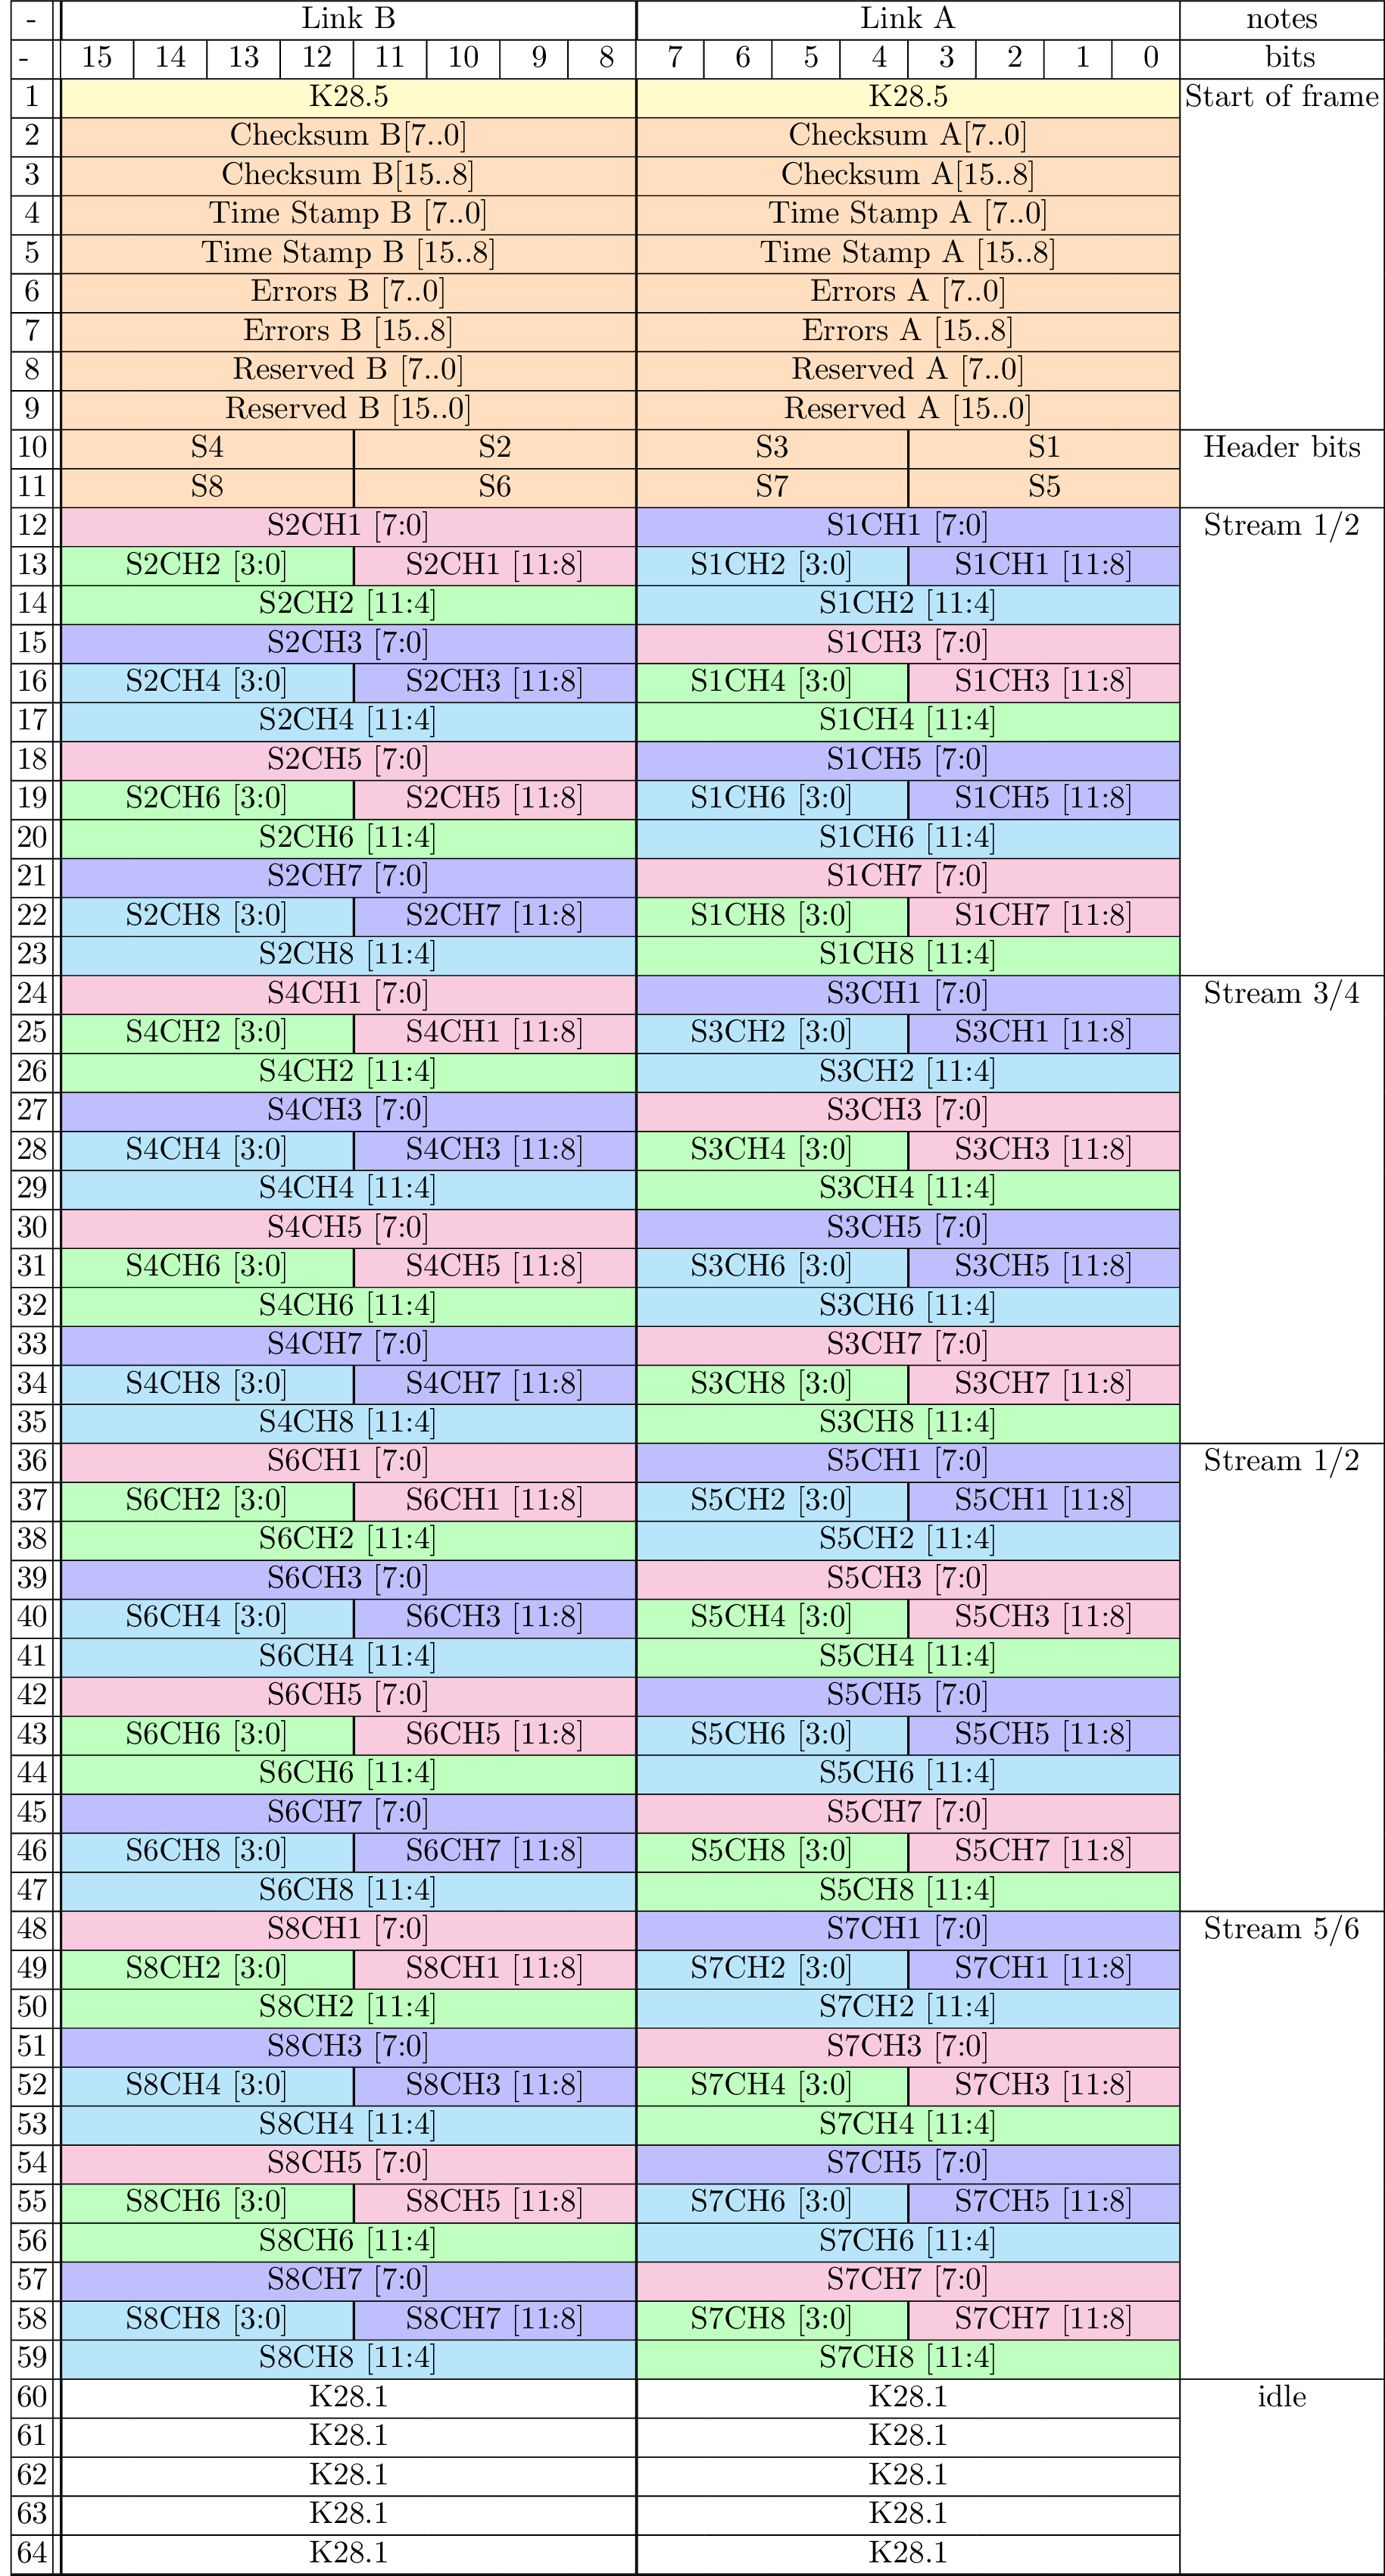 - Link B Link A notes
- 15 14 13 12 11 10 9 8 7 6 5 4 3 2 1 0 bits
1 K28.5 K28.5 Start of frame
2 Checksum B[7..0] Checksum A[7..0]
3 Checksum B[15..8] Checksum A[15..8]
4 Time Stamp B [7..0] Time Stamp A [7..0]
5 Time Stamp B [15..8] Time Stamp A [15..8]
6 Errors B [7..0] Errors A [7..0]
7 Errors B [15..8] Errors A [15..8]
8 Reserved B [7..0] Reserved A [7..0]
9 Reserved B [15..0] Reserved A [15..0]
10 S4 S2 S3 S1 Header bits
11 S8 S6 S7 S5
12 S2CH1 [7:0] S1CH1 [7:0] Stream 1/2
13 S2CH2 [3:0] S2CH1 [11:8] S1CH2 [3:0] S1CH1 [11:8]
14 S2CH2 [11:4] S1CH2 [11:4]
15 S2CH3 [7:0] S1CH3 [7:0]
16 S2CH4 [3:0] S2CH3 [11:8] S1CH4 [3:0] S1CH3 [11:8]
17 S2CH4 [11:4] S1CH4 [11:4]
18 S2CH5 [7:0] S1CH5 [7:0]
19 S2CH6 [3:0] S2CH5 [11:8] S1CH6 [3:0] S1CH5 [11:8]
20 S2CH6 [11:4] S1CH6 [11:4]
21 S2CH7 [7:0] S1CH7 [7:0]
22 S2CH8 [3:0] S2CH7 [11:8] S1CH8 [3:0] S1CH7 [11:8]
23 S2CH8 [11:4] S1CH8 [11:4]
24 S4CH1 [7:0] S3CH1 [7:0] Stream 3/4
25 S4CH2 [3:0] S4CH1 [11:8] S3CH2 [3:0] S3CH1 [11:8]
26 S4CH2 [11:4] S3CH2 [11:4]
27 S4CH3 [7:0] S3CH3 [7:0]
28 S4CH4 [3:0] S4CH3 [11:8] S3CH4 [3:0] S3CH3 [11:8]
29 S4CH4 [11:4] S3CH4 [11:4]
30 S4CH5 [7:0] S3CH5 [7:0]
31 S4CH6 [3:0] S4CH5 [11:8] S3CH6 [3:0] S3CH5 [11:8]
32 S4CH6 [11:4] S3CH6 [11:4]
33 S4CH7 [7:0] S3CH7 [7:0]
34 S4CH8 [3:0] S4CH7 [11:8] S3CH8 [3:0] S3CH7 [11:8]
35 S4CH8 [11:4] S3CH8 [11:4]
36 S6CH1 [7:0] S5CH1 [7:0] Stream 1/2
37 S6CH2 [3:0] S6CH1 [11:8] S5CH2 [3:0] S5CH1 [11:8]
38 S6CH2 [11:4] S5CH2 [11:4]
39 S6CH3 [7:0] S5CH3 [7:0]
40 S6CH4 [3:0] S6CH3 [11:8] S5CH4 [3:0] S5CH3 [11:8]
41 S6CH4 [11:4] S5CH4 [11:4]
42 S6CH5 [7:0] S5CH5 [7:0]
43 S6CH6 [3:0] S6CH5 [11:8] S5CH6 [3:0] S5CH5 [11:8]
44 S6CH6 [11:4] S5CH6 [11:4]
45 S6CH7 [7:0] S5CH7 [7:0]
46 S6CH8 [3:0] S6CH7 [11:8] S5CH8 [3:0] S5CH7 [11:8]
47 S6CH8 [11:4] S5CH8 [11:4]
48 S8CH1 [7:0] S7CH1 [7:0] Stream 5/6
49 S8CH2 [3:0] S8CH1 [11:8] S7CH2 [3:0] S7CH1 [11:8]
50 S8CH2 [11:4] S7CH2 [11:4]
51 S8CH3 [7:0] S7CH3 [7:0]
52 S8CH4 [3:0] S8CH3 [11:8] S7CH4 [3:0] S7CH3 [11:8]
53 S8CH4 [11:4] S7CH4 [11:4]
54 S8CH5 [7:0] S7CH5 [7:0]
55 S8CH6 [3:0] S8CH5 [11:8] S7CH6 [3:0] S7CH5 [11:8]
56 S8CH6 [11:4] S7CH6 [11:4]
57 S8CH7 [7:0] S7CH7 [7:0]
58 S8CH8 [3:0] S8CH7 [11:8] S7CH8 [3:0] S7CH7 [11:8]
59 S8CH8 [11:4] S7CH8 [11:4]
60 K28.1 K28.1 idle
61 K28.1 K28.1
62 K28.1 K28.1
63 K28.1 K28.1
64 K28.1 K28.1